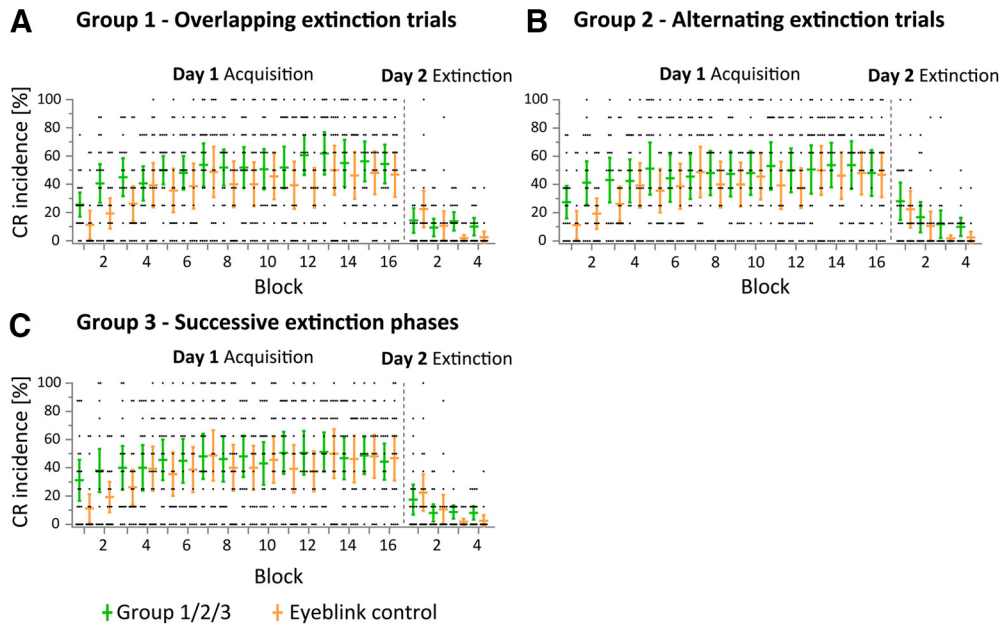 A
Group 1 - Overlapping extinction trials
Day 1 Acquisition
Day 2 Extinction
CR incidence [%]
100
80
60
40
20
0
2 4 6 8 10 12 14 16 2 4
Block
B
Group 2 - Alternating extinction trials
Day 1 Acquisition
Day 2 Extinction
100
80
60
40
20
0
2 4 6 8 10 12 14 16 2 4
Block
C
Group 3 - Successive extinction phases
Day 1 Acquisition
Day 2 Extinction
CR incidence [%]
100
80
60
40
20
0
2 4 6 8 10 12 14 16 2 4
Block
Group 1/2/3
Eyeblink control